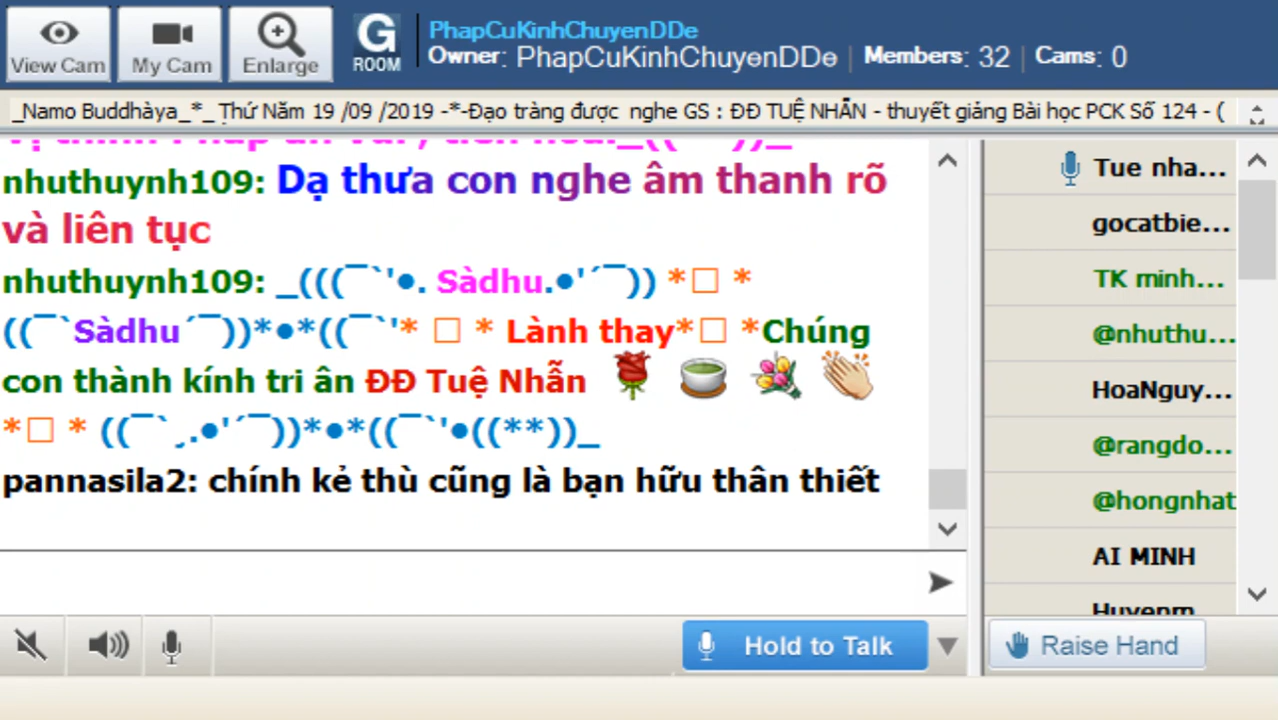 View Cam
My Cam
Enlarge
G
ROOM
PhapCuKinhChuyenDDe
Owner: PhapCuKinhChuyenDDe | Members: 32 | Cams: 0
_Namo Buddhàya_*_ Thứ Năm 19 /09 /2019 -*-Đạo tràng được nghe GS : ĐĐ TUỆ NHẪN - thuyết giảng Bài học PCK Số 124 - (
nhuthuynh109: Dạ thưa con nghe âm thanh rõ
và liên tục
nhuthuynh109: _(((¯`'●. Sàdhu.●'´¯)) *☐ *
((¯`Sàdhu´¯))*●*((¯`'* ☐ * Lành thay*☐ *Chúng
con thành kính tri ân ĐĐ Tuệ Nhẫn
*☐ * ((¯`¸.●'´¯))*●*((¯`'●((**))_
pannasila2: chính kẻ thù cũng là bạn hữu thân thiết
Hold to Talk
Tue nha...
gocatbie...
TK minh...
@nhuthu...
HoaNguy...
@rangdo...
@hongnhat
AI MINH
Raise Hand